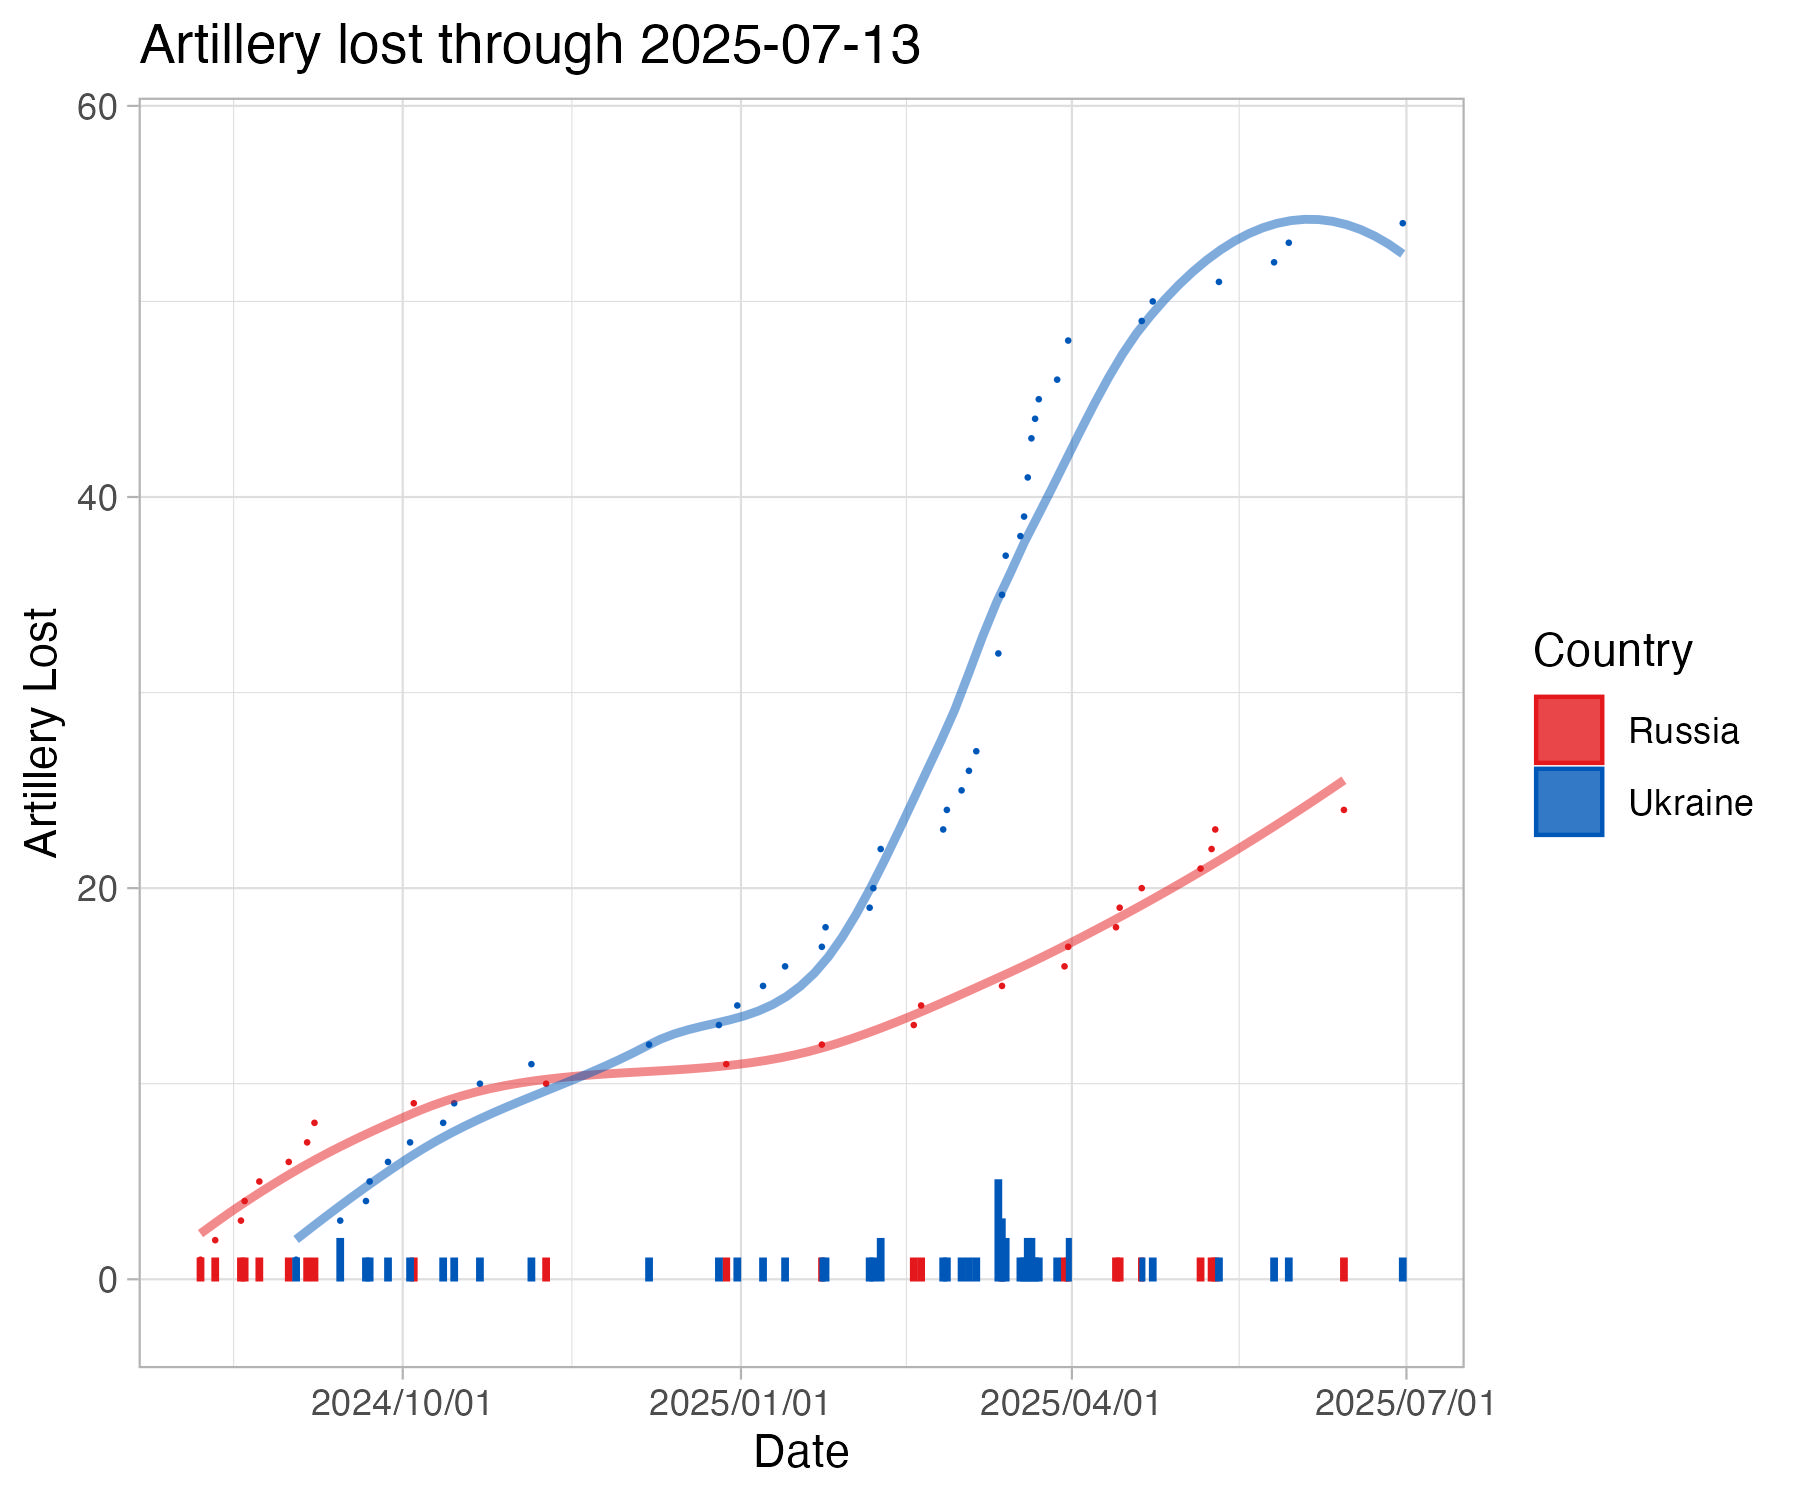 Artillery lost through 2025-07-13
60
40
20
0
Artillery Lost
2024/10/01
2025/01/01
2025/04/01
2025/07/01
Date
Country
Russia
Ukraine